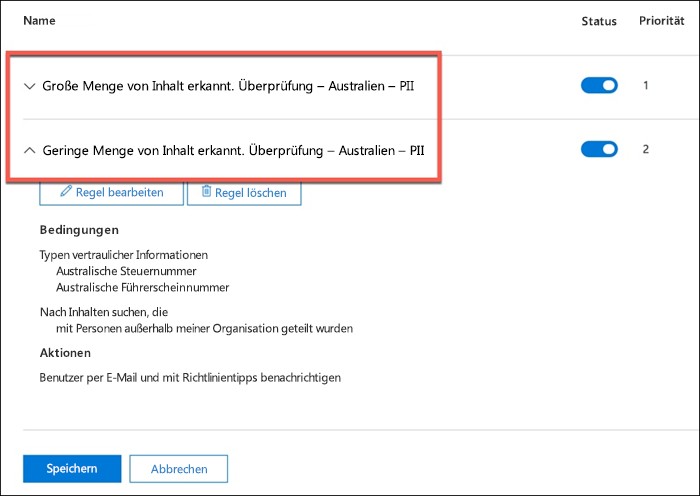 Name Status Priorität
Große Menge von Inhalt erkannt. Überprüfung – Australien – PII 1
Geringe Menge von Inhalt erkannt. Überprüfung – Australien – PII 2
Regel bearbeiten Regel löschen
Bedingungen
Typen vertraulicher Informationen
Australische Steuernummer
Australische Führerscheinnummer
Nach Inhalten suchen, die
mit Personen außerhalb meiner Organisation geteilt wurden
Aktionen
Benutzer per E-Mail und mit Richtlinientipps benachrichtigen
Speichern Abbrechen